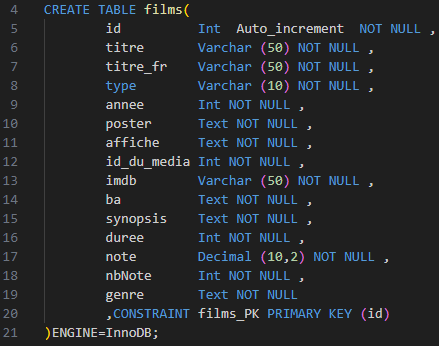 4 CREATE TABLE films(
5 id Int Auto_increment NOT NULL ,
6 titre Varchar (50) NOT NULL ,
7 titre_fr Varchar (50) NOT NULL ,
8 type Varchar (10) NOT NULL ,
9 annee Int NOT NULL ,
10 poster Text NOT NULL ,
11 affiche Text NOT NULL ,
12 id_du_media Int NOT NULL ,
13 imdb Varchar (50) NOT NULL ,
14 ba Text NOT NULL ,
15 synopsis Text NOT NULL ,
16 duree Int NOT NULL ,
17 note Decimal (10,2) NOT NULL ,
18 nbNote Int NOT NULL ,
19 genre Text NOT NULL
20 ,CONSTRAINT films_PK PRIMARY KEY (id)
21 )ENGINE=InnoDB;